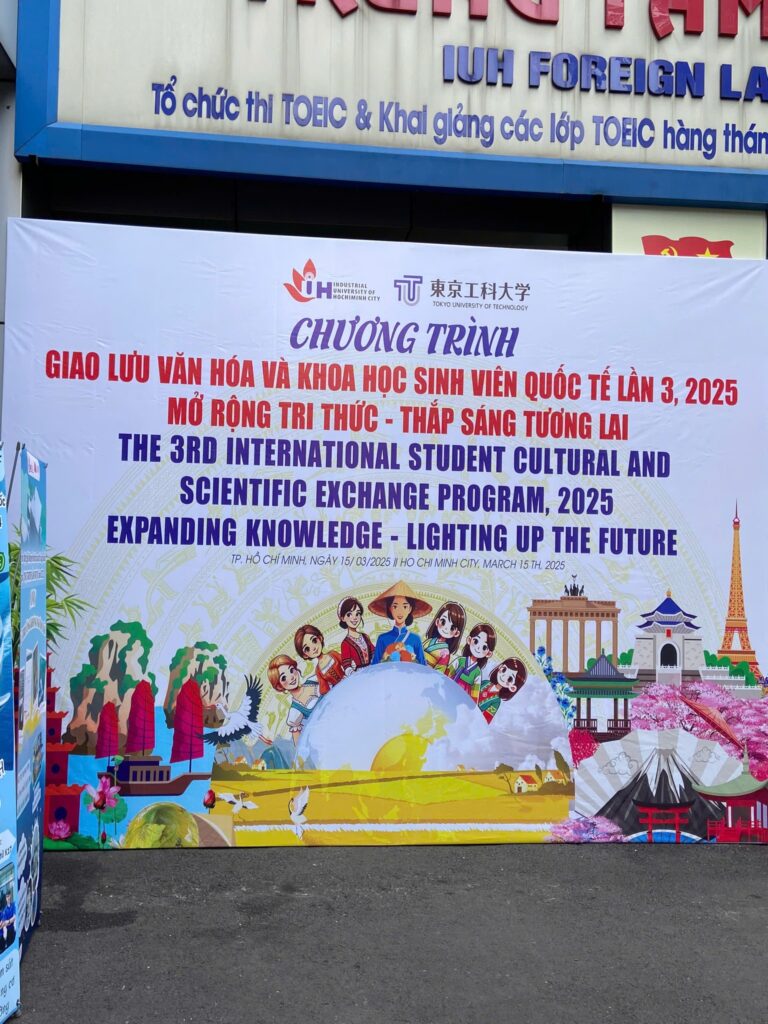 TRUNG TÂM
IUH FOREIGN LA
Tổ chức thi TOEIC & Khai giảng các lớp TOEIC hàng thán
IUH INDUSTRIAL
UNIVERSITY OF
HOCHIMINH CITY
東京工科大学
TOKYO UNIVERSITY OF TECHNOLOGY
CHƯƠNG TRÌNH
GIAO LƯU VĂN HÓA VÀ KHOA HỌC SINH VIÊN QUỐC TẾ LẦN 3, 2025
MỞ RỘNG TRI THỨC - THẮP SÁNG TƯƠNG LAI
THE 3RD INTERNATIONAL STUDENT CULTURAL AND
SCIENTIFIC EXCHANGE PROGRAM, 2025
EXPANDING KNOWLEDGE - LIGHTING UP THE FUTURE
TP. HỒ CHÍ MINH, NGÀY 15/ 03/2025 || HO CHI MINH CITY, MARCH 15 TH, 2025